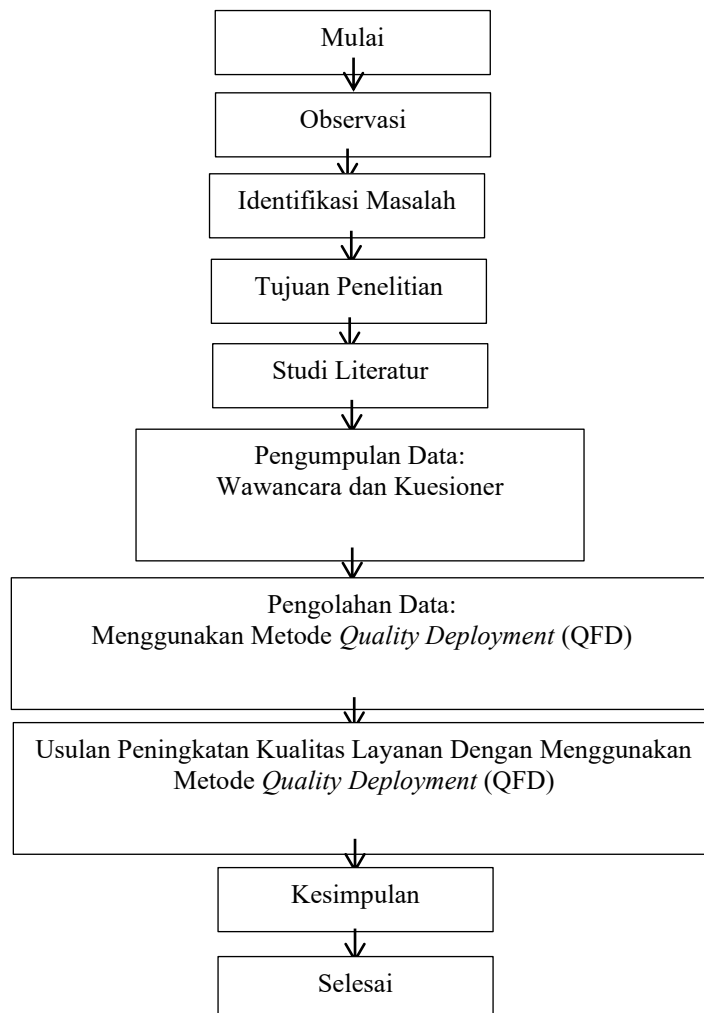 Mulai
Observasi
Identifikasi Masalah
Tujuan Penelitian
Studi Literatur
Pengumpulan Data:
Wawancara dan Kuesioner
Pengolahan Data:
Menggunakan Metode Quality Deployment (QFD)
Usulan Peningkatan Kualitas Layanan Dengan Menggunakan
Metode Quality Deployment (QFD)
Kesimpulan
Selesai